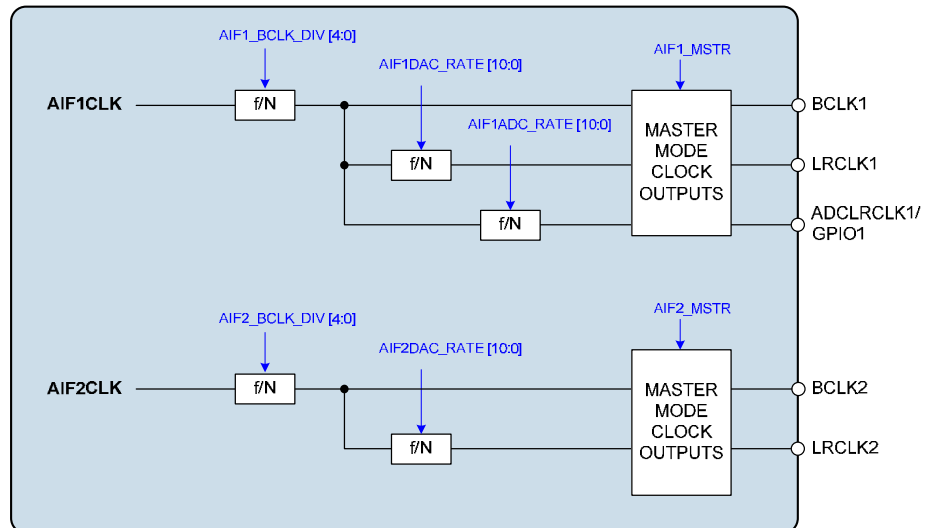 AIF1_BCLK_DIV [4:0]
AIF1_MSTR
AIF1DAC_RATE [10:0]
AIF1CLK
f/N
BCLK1
AIF1ADC_RATE [10:0]
MASTER
MODE
CLOCK
OUTPUTS
f/N
LRCLK1
f/N
ADCLRCLK1/
GPIO1
AIF2_BCLK_DIV [4:0]
AIF2_MSTR
AIF2DAC_RATE [10:0]
AIF2CLK
f/N
BCLK2
MASTER
MODE
CLOCK
OUTPUTS
f/N
LRCLK2